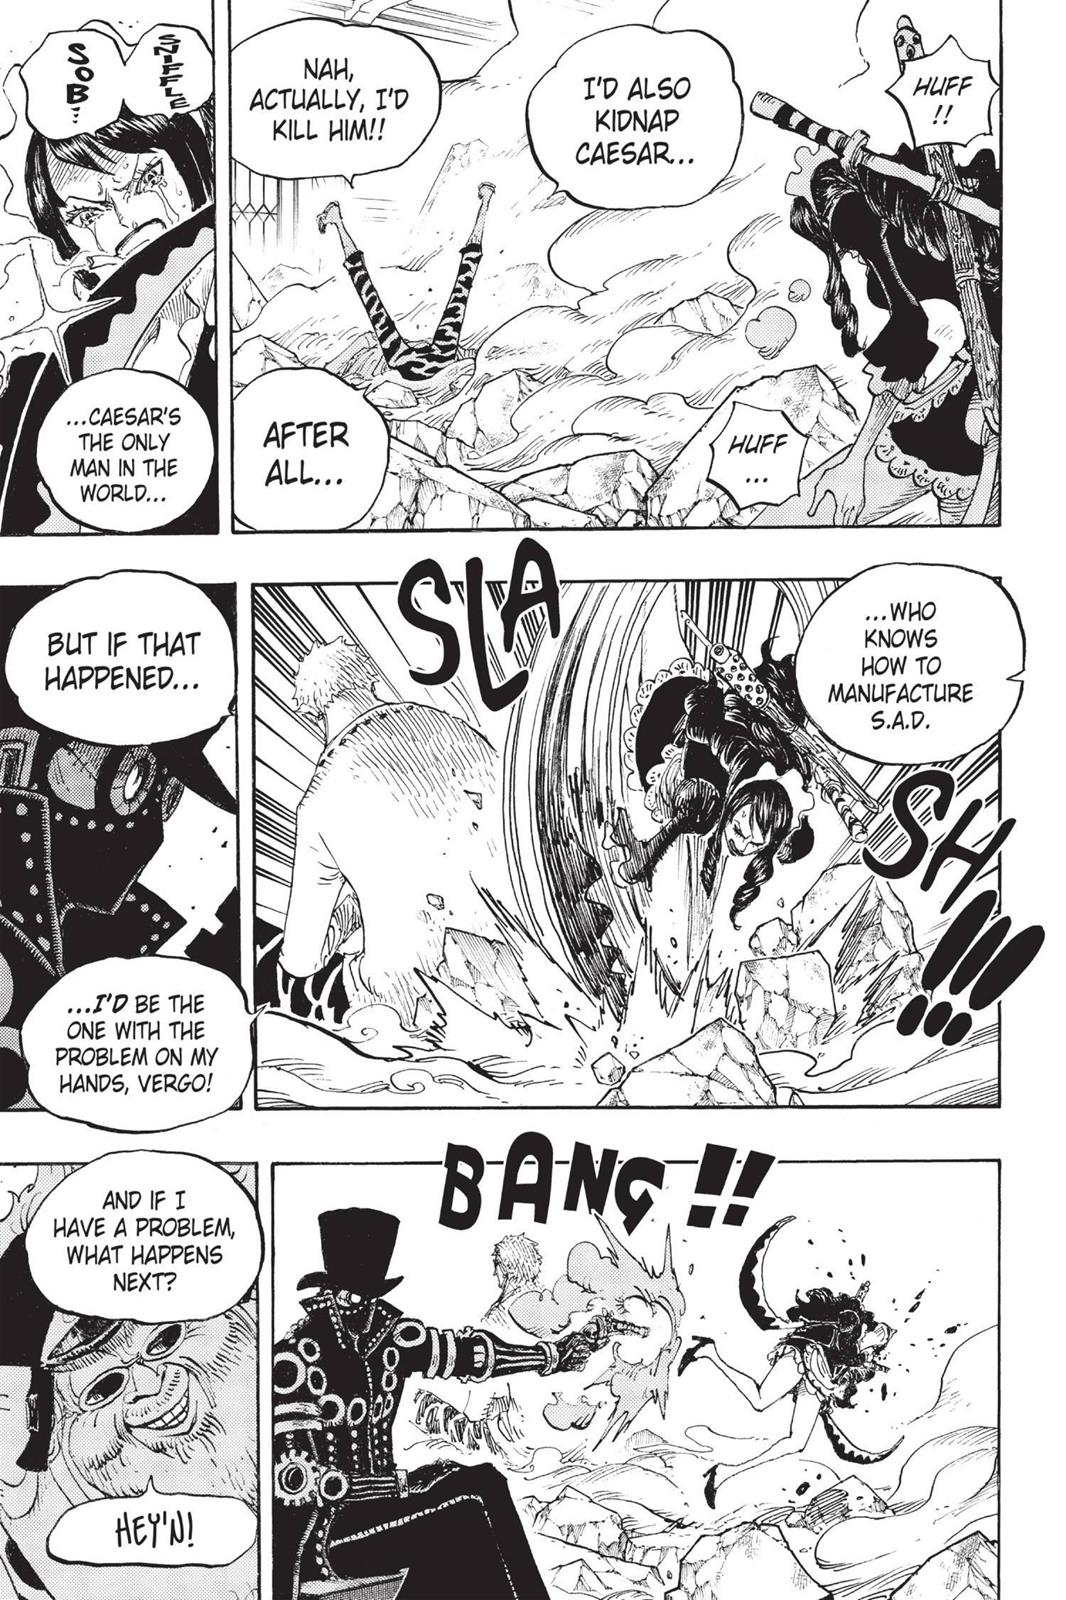 HUFF
!!
I'D ALSO
KIDNAP
CAESAR...
NAH,
ACTUALLY, I'D
KILL HIM!!
HUFF
...
AFTER
ALL...
SNIFFLE
SOB...
...CAESAR'S
THE ONLY
MAN IN THE
WORLD...
...WHO
KNOWS
HOW TO
MANUFACTURE
S.A.D.
SLA
SH!!!
BUT IF THAT
HAPPENED...
...I'D BE THE
ONE WITH THE
PROBLEM ON MY
HANDS, VERGO!
BANG!!
AND IF I
HAVE A PROBLEM,
WHAT HAPPENS
NEXT?
HEY'N!